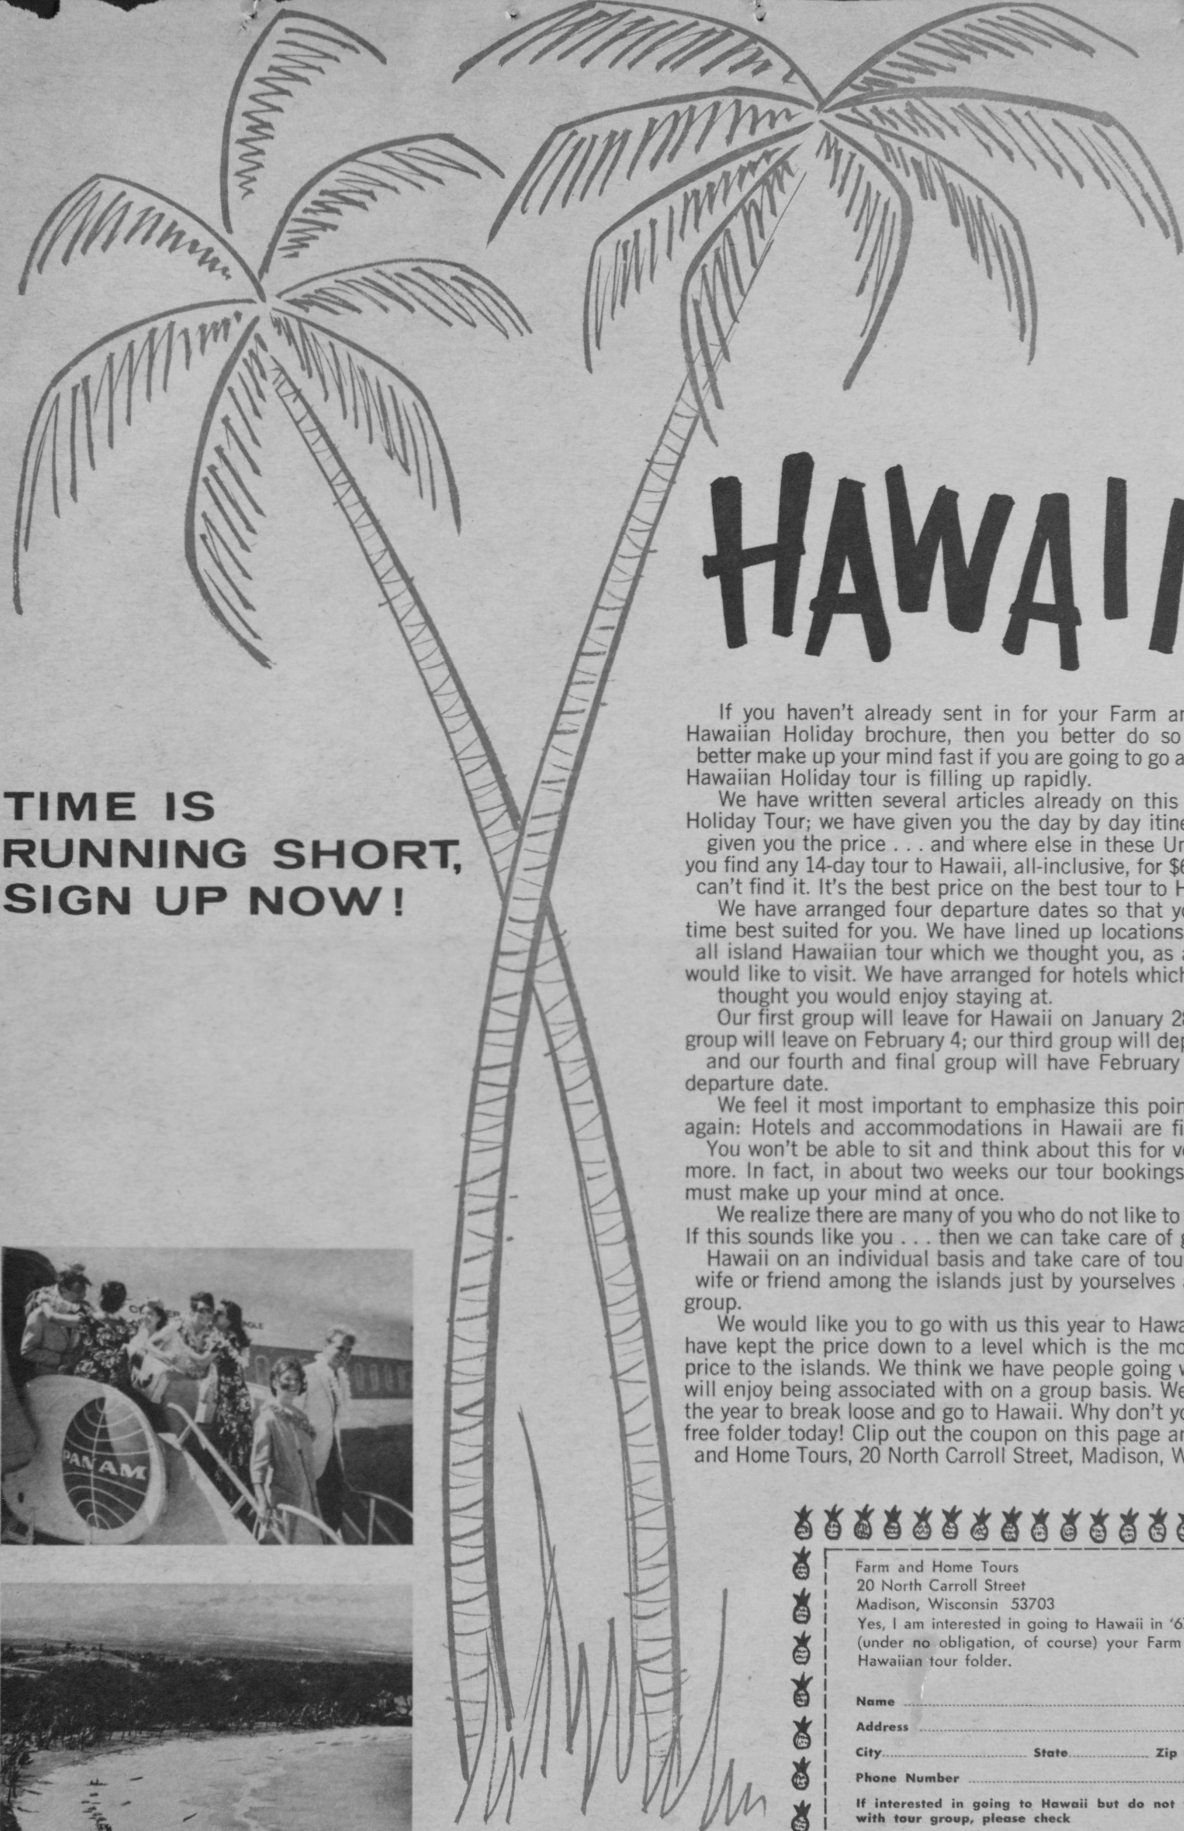 HAWAII
If you haven't already sent in for your Farm
Hawaiian Holiday brochure, then you better do so
better make up your mind fast if you are going to go
Hawaiian Holiday tour is filling up rapidly.
We have written several articles already on this
Holiday Tour; we have given you the day by day
given you the price . . . and where else in these
you find any 14-day tour to Hawaii, all-inclusive, for
can't find it. It's the best price on the best tour to
We have arranged four departure dates so that
time best suited for you. We have lined up locations
all island Hawaiian tour which we thought you, as
would like to visit. We have arranged for hotels which
thought you would enjoy staying at.
Our first group will leave for Hawaii on January
group will leave on February 4; our third group will
and our fourth and final group will have February
departure date.
We feel it most important to emphasize this
again: Hotels and accommodations in Hawaii are
You won't be able to sit and think about this for
more. In fact, in about two weeks our tour bookings
must make up your mind at once.
We realize there are many of you who do not like to
If this sounds like you . . . then we can take care of
Hawaii on an individual basis and take care of
wife or friend among the islands just by yourselves
group.
We would like you to go with us this year to
have kept the price down to a level which is the
price to the islands. We think we have people going
will enjoy being associated with on a group basis.
the year to break loose and go to Hawaii. Why don't
free folder today! Clip out the coupon on this page
and Home Tours, 20 North Carroll Street, Madison,
TIME IS
RUNNING SHORT,
SIGN UP NOW!
PAN AM
Farm and Home Tours
20 North Carroll Street
Madison, Wisconsin 53703
Yes, I am interested in going to Hawaii in
(under no obligation, of course) your Farm
Hawaiian tour folder.
Name
Address
City State Zip
Phone Number
If interested in going to Hawaii but do not
with tour group, please check